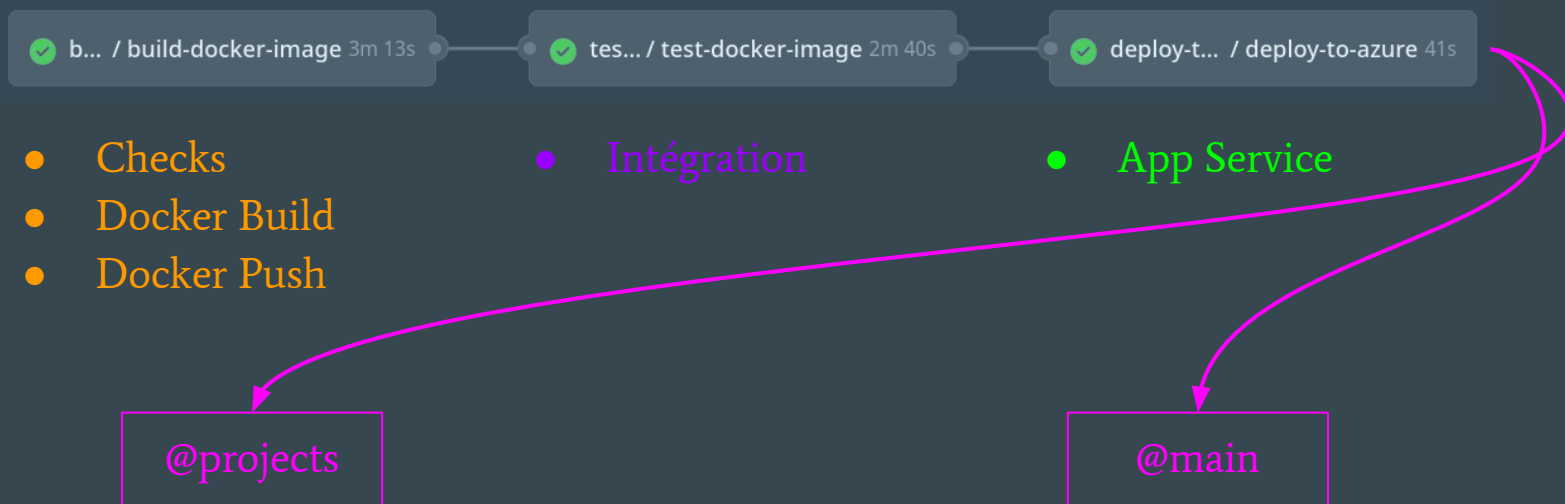 b... / build-docker-image 3m 13s
tes... / test-docker-image 2m 40s
deploy-t... / deploy-to-azure 41s
● Checks
● Docker Build
● Docker Push
● Intégration
● App Service
@projects
@main